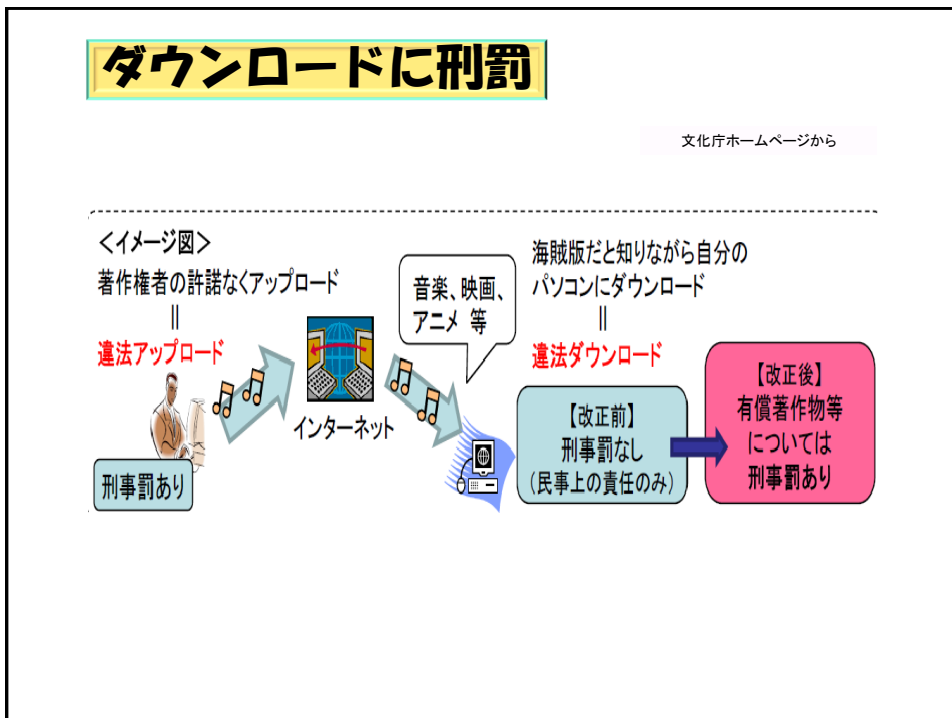 ダウンロードに刑罰
文化庁ホームページから
＜イメージ図＞
著作権者の許諾なくアップロード
＝
違法アップロード
刑事罰あり
インターネット
音楽、映画、
アニメ 等
海賊版だと知りながら自分の
パソコンにダウンロード
＝
違法ダウンロード
【改正前】
刑事罰なし
（民事上の責任のみ）
【改正後】
有償著作物等
については
刑事罰あり